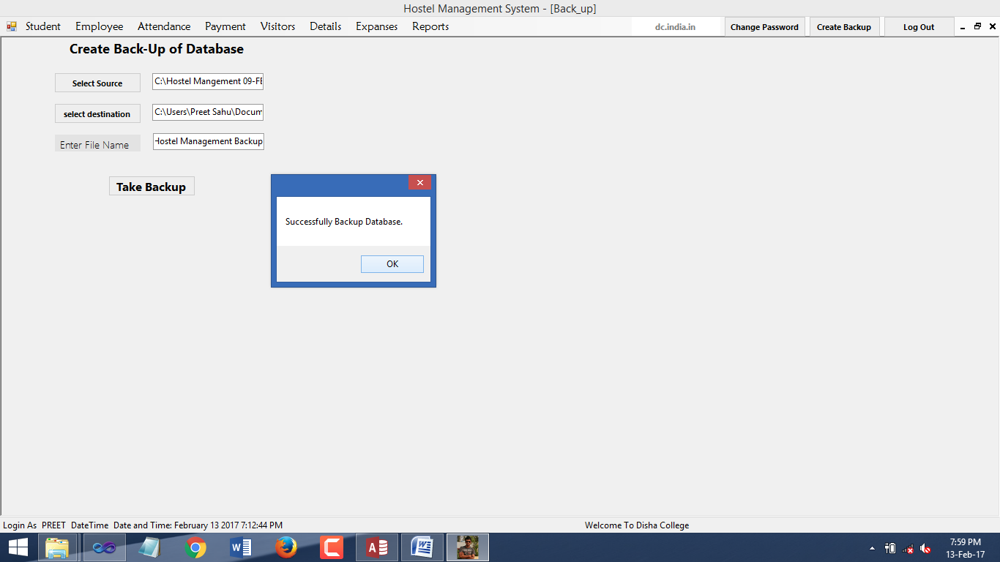 Hostel Management System - [Back_up]
Student Employee Attendance Payment Visitors Details Expanses Reports dc.india.in Change Password Create Backup Log Out
Create Back-Up of Database
Select Source C:\Hostel Mangement 09-FE
select destination C:\Users\Preet Sahu\Docum
Enter File Name Hostel Management Backup
Take Backup
Successfully Backup Database.
OK
Login As PREET DateTime Date and Time: February 13 2017 7:12:44 PM Welcome To Disha College
7:59 PM
13-Feb-17